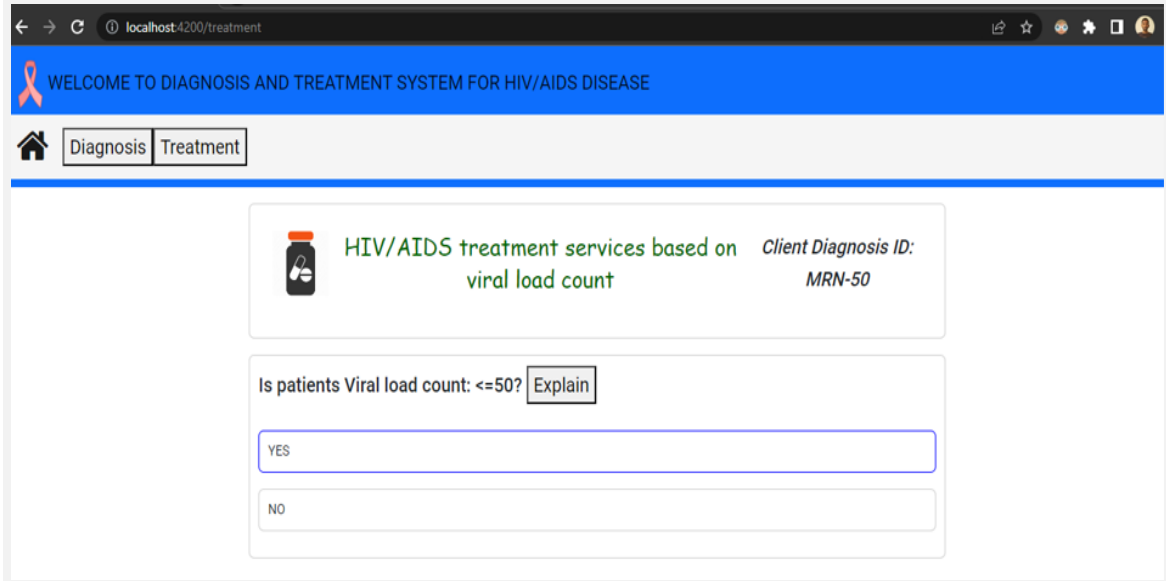 localhost:4200/treatment
WELCOME TO DIAGNOSIS AND TREATMENT SYSTEM FOR HIV/AIDS DISEASE
Diagnosis Treatment
HIV/AIDS treatment services based on
viral load count
Client Diagnosis ID:
MRN-50
Is patients Viral load count: <=50? Explain
YES
NO